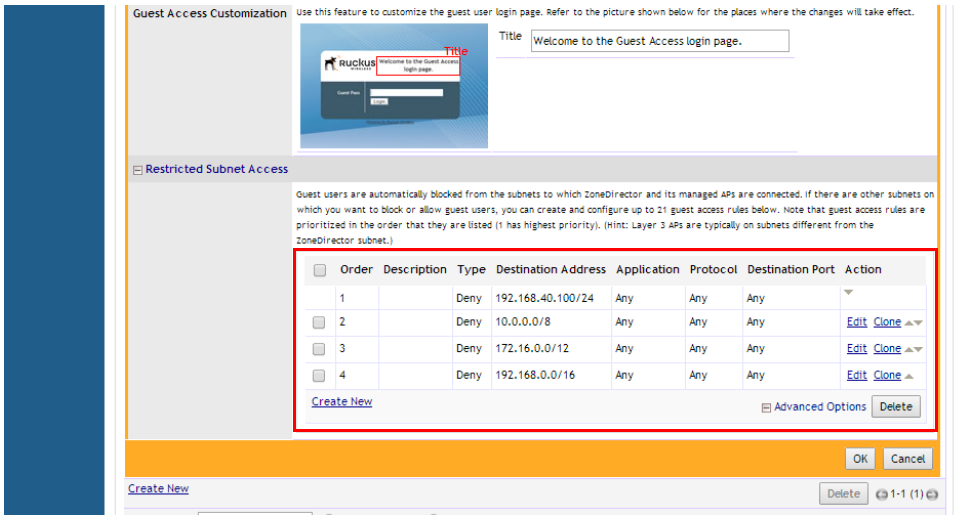 Guest Access Customization
Use this feature to customize the guest user login page. Refer to the picture shown below for the places where the changes will take effect.
Title
Ruckus
WIRELESS
Welcome to the Guest Access
login page.
Guest Pass
Login
Title Welcome to the Guest Access login page.
Restricted Subnet Access
Guest users are automatically blocked from the subnets to which ZoneDirector and its managed APs are connected. If there are other subnets on
which you want to block or allow guest users, you can create and configure up to 21 guest access rules below. Note that guest access rules are
prioritized in the order that they are listed (1 has highest priority). (Hint: Layer 3 APs are typically on subnets different from the
ZoneDirector subnet.)
Order Description Type Destination Address Application Protocol Destination Port Action
1 Deny 192.168.40.100/24 Any Any Any
2 Deny 10.0.0.0/8 Any Any Any Edit Clone
3 Deny 172.16.0.0/12 Any Any Any Edit Clone
4 Deny 192.168.0.0/16 Any Any Any Edit Clone
Create New Advanced Options Delete
OK Cancel
Create New Delete 1-1 (1)